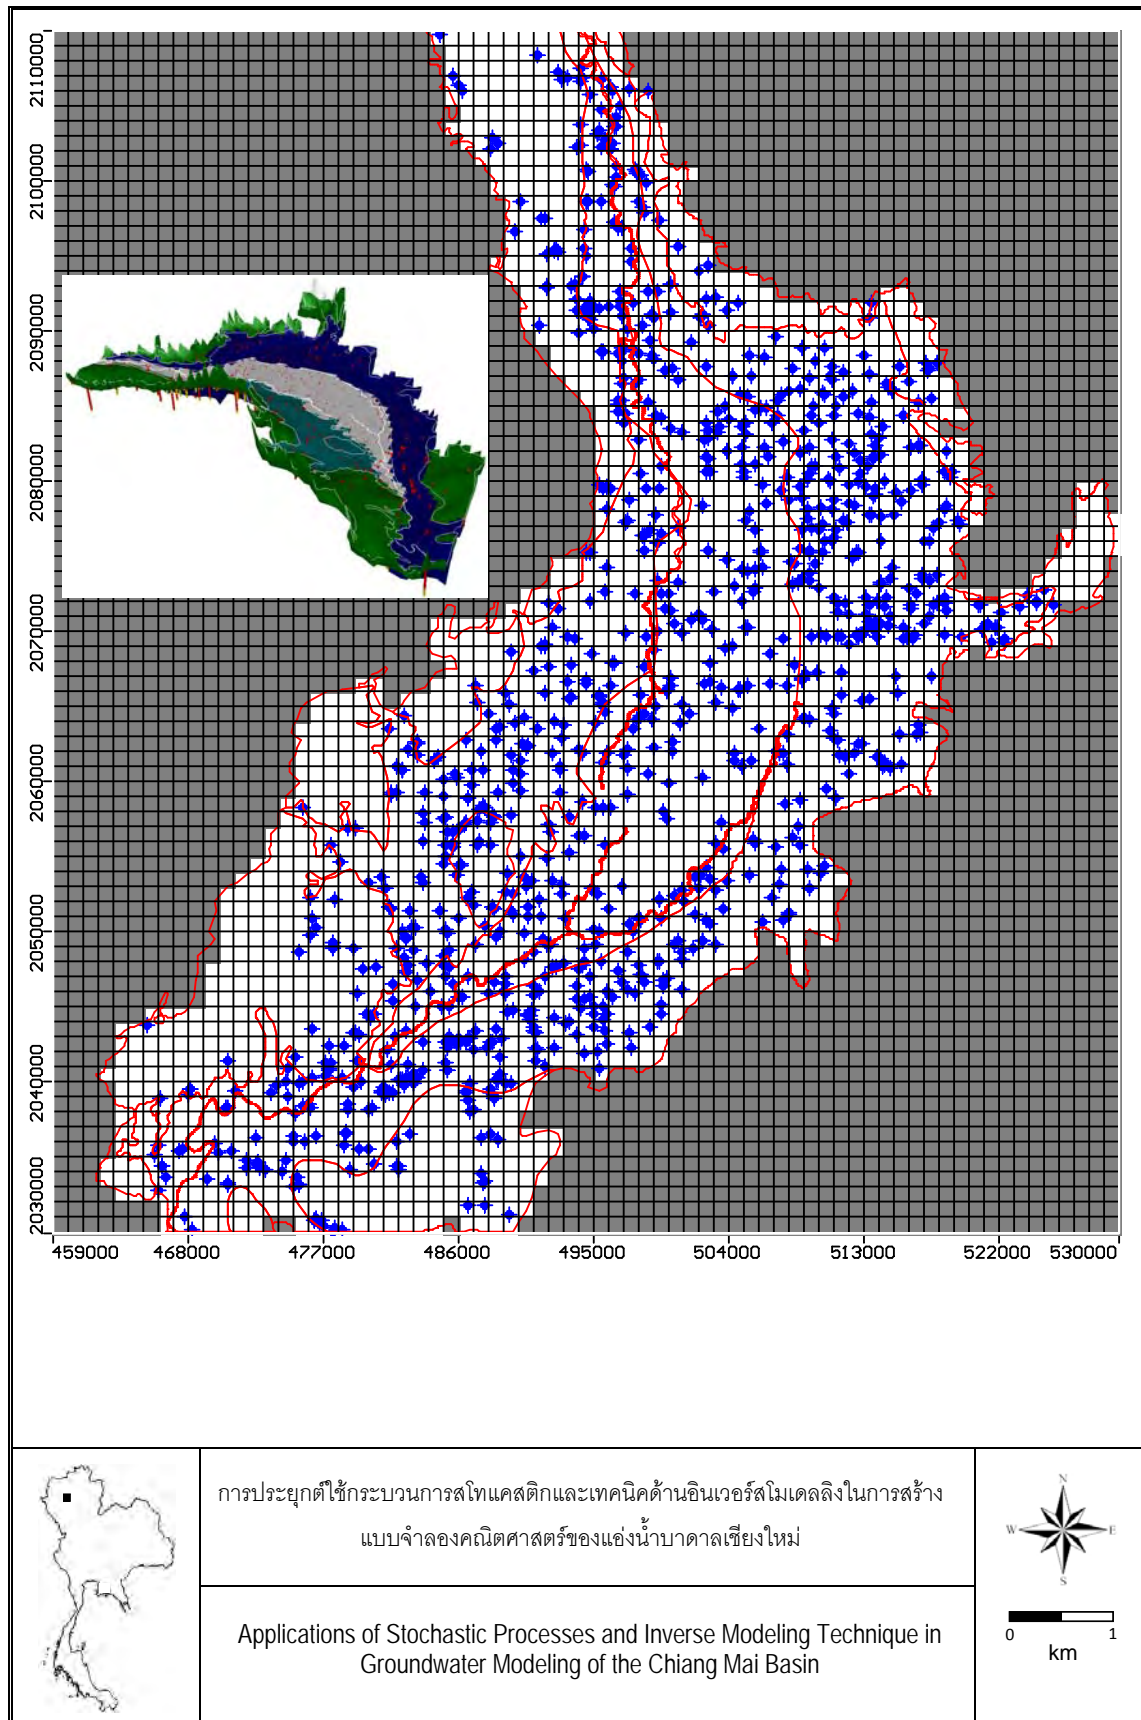 2110000
2100000
2090000
2080000
2070000
2060000
2050000
2040000
2030000
459000 468000 477000 486000 495000 504000 513000 522000 530000
การประยุกต์ใช้กระบวนการสโทแคสติกและเทคนิคด้านอินเวอร์สโมเดลลิงในการสร้าง
แบบจำลองคณิตศาสตร์ของแอ่งน้ำบาดาลเชียงใหม่
Applications of Stochastic Processes and Inverse Modeling Technique in
Groundwater Modeling of the Chiang Mai Basin
N
W E
S
0 1
km